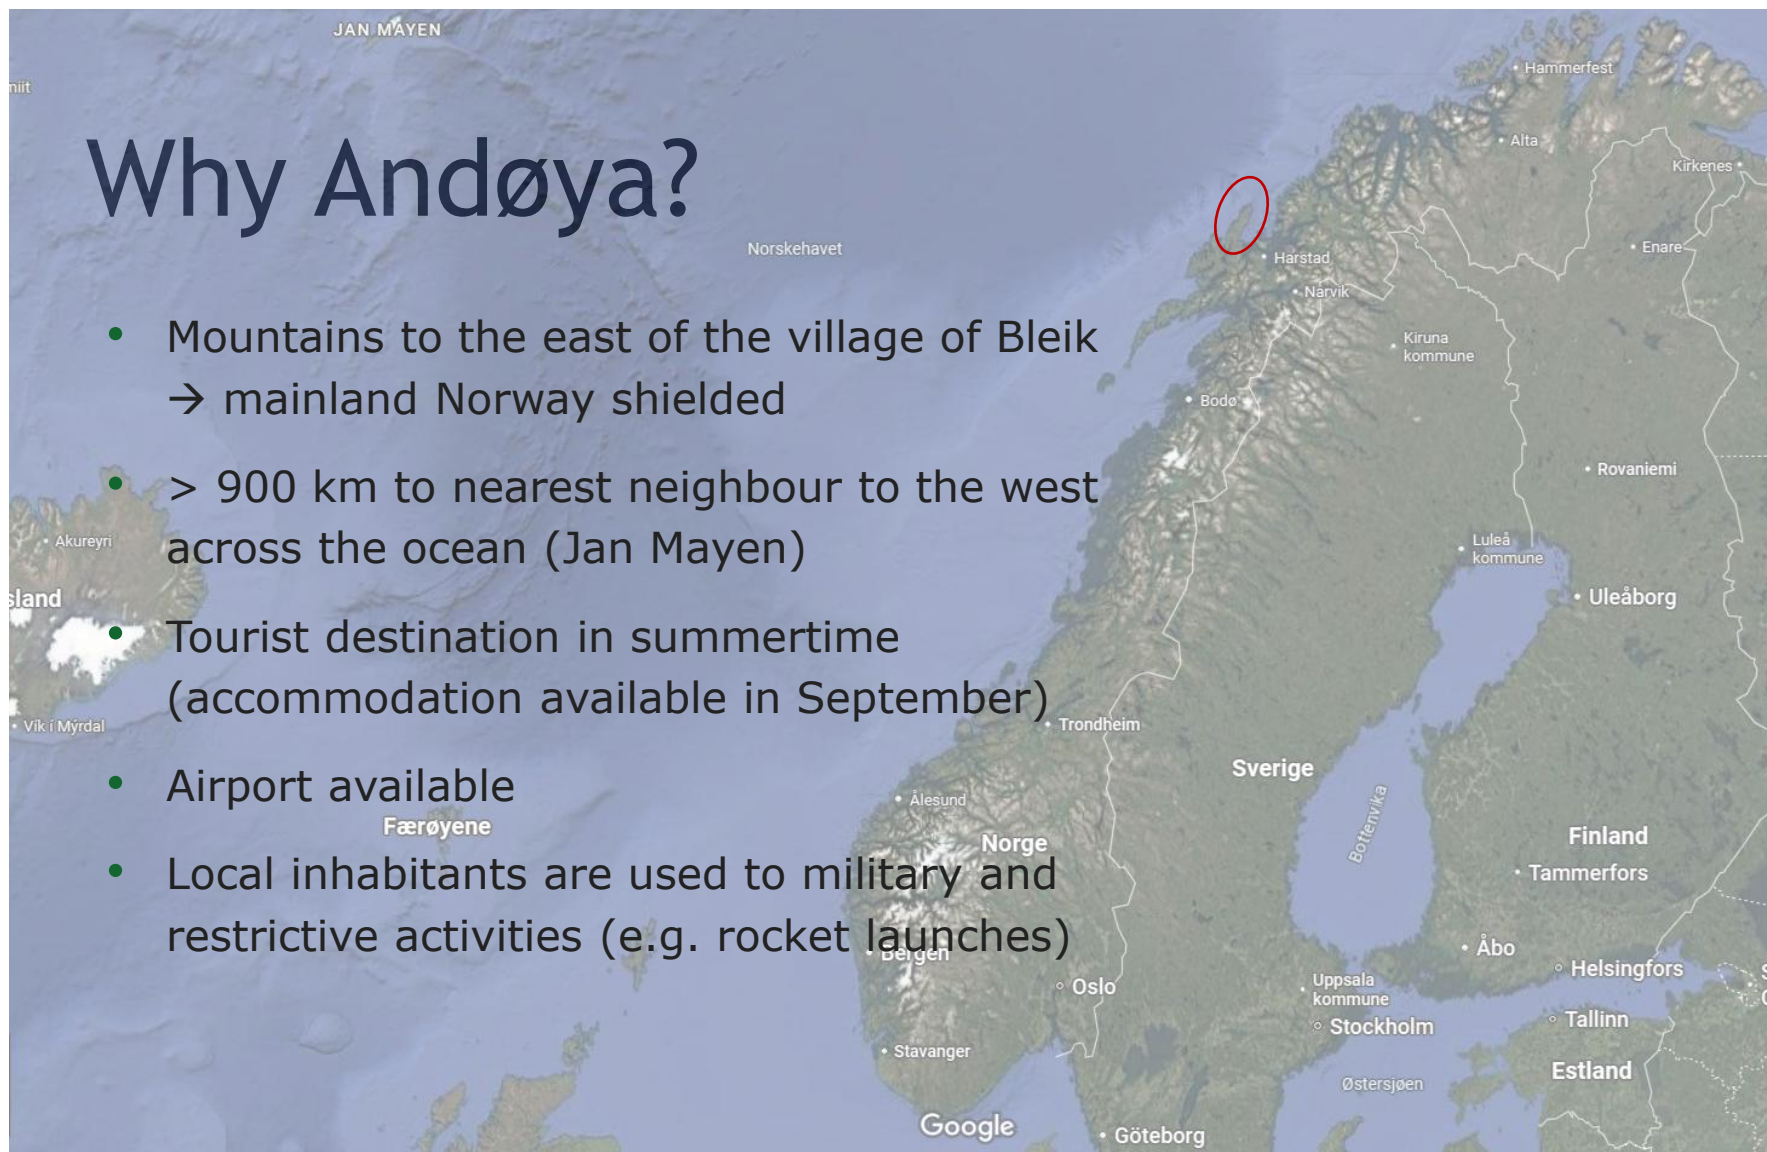 JAN MAYEN
Hammerfest
niit
Alta
Kirkenes
Why Andøya?
Norskehavet
Enare
Harstad
Narvik
• Mountains to the east of the village of Bleik
→ mainland Norway shielded
Kiruna
kommune
Bodø
• > 900 km to nearest neighbour to the west
across the ocean (Jan Mayen)
Rovaniemi
Akureyri
Luleå
kommune
sland
Uleåborg
• Tourist destination in summertime
(accommodation available in September)
Vík í Mýrdal
Trondheim
Sverige
• Airport available
Ålesund
Færøyene
Bottenvika
Norge
Finland
Tammerfors
• Local inhabitants are used to military and
restrictive activities (e.g. rocket launches)
Bergen
Åbo
Helsingfors
Oslo
Uppsala
kommune
Stockholm
Tallinn
Stavanger
Estland
Østersjøen
Google
Göteborg